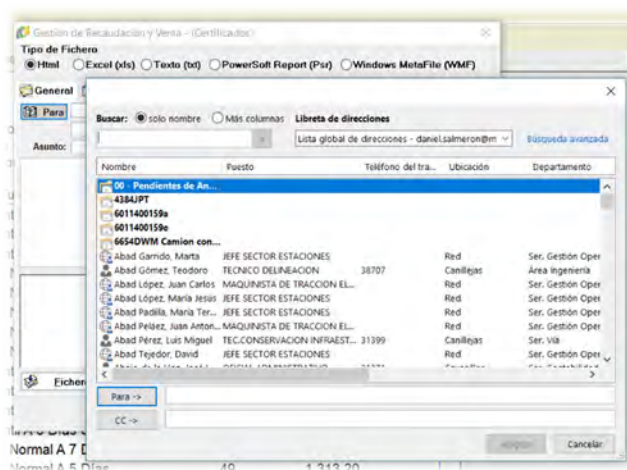 Gestión de Recaudación y Venta - (Certificados)
Tipo de Fichero
Html Excel (xls) Texto (txt) PowerSoft Report (Psr) Windows MetaFile (WMF)
General
Para
Asunto:
Buscar: solo nombre Más columnas Libreta de direcciones
Lista global de direcciones - daniel.salmeron@m Búsqueda avanzada
Nombre Puesto Teléfono del tra... Ubicación Departamento
00 - Pendientes de An...
4384JPT
6011400159a
6011400159e
6654DWM Camion con...
Abad Garrido, Marta JEFE SECTOR ESTACIONES Red Ser. Gestión Oper
Abad Gómez, Teodoro TECNICO DELINEACION 38707 Canillejas Área Ingeniería
Abad López, Juan Carlos MAQUINISTA DE TRACCION EL... Red Ser. Gestión Oper
Abad López, María Jesús JEFE SECTOR ESTACIONES Red Ser. Gestión Oper
Abad Padilla, María Ter... JEFE SECTOR ESTACIONES Red Ser. Gestión Oper
Abad Peláez, Juan Anton... MAQUINISTA DE TRACCION EL... Red Ser. Gestión Oper
Abad Pérez, Luis Miguel TEC.CONSERVACION INFRAEST... 31399 Canillejas Ser. Vía
Abad Tejedor, David JEFE SECTOR ESTACIONES Red Ser. Gestión Oper
Ficher
Para ->
CC ->
Aceptar Cancelar
Normal A 7 D
Normal A 5 Días 49 1.313,20